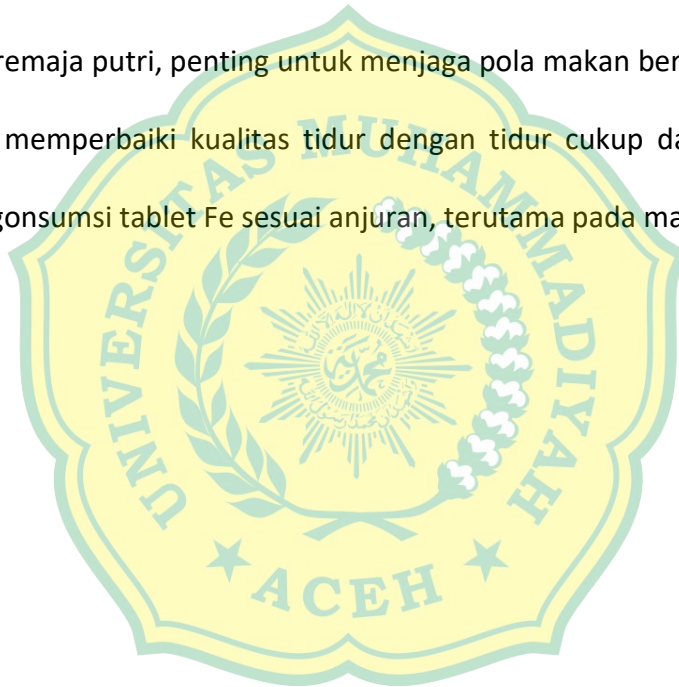 remaja putri, penting untuk menjaga pola makan ber
memperbaiki kualitas tidur dengan tidur cukup da
gonsumsi tablet Fe sesuai anjuran, terutama pada ma
UNIVERSITAS MUHAMMADIYAH
ACEH